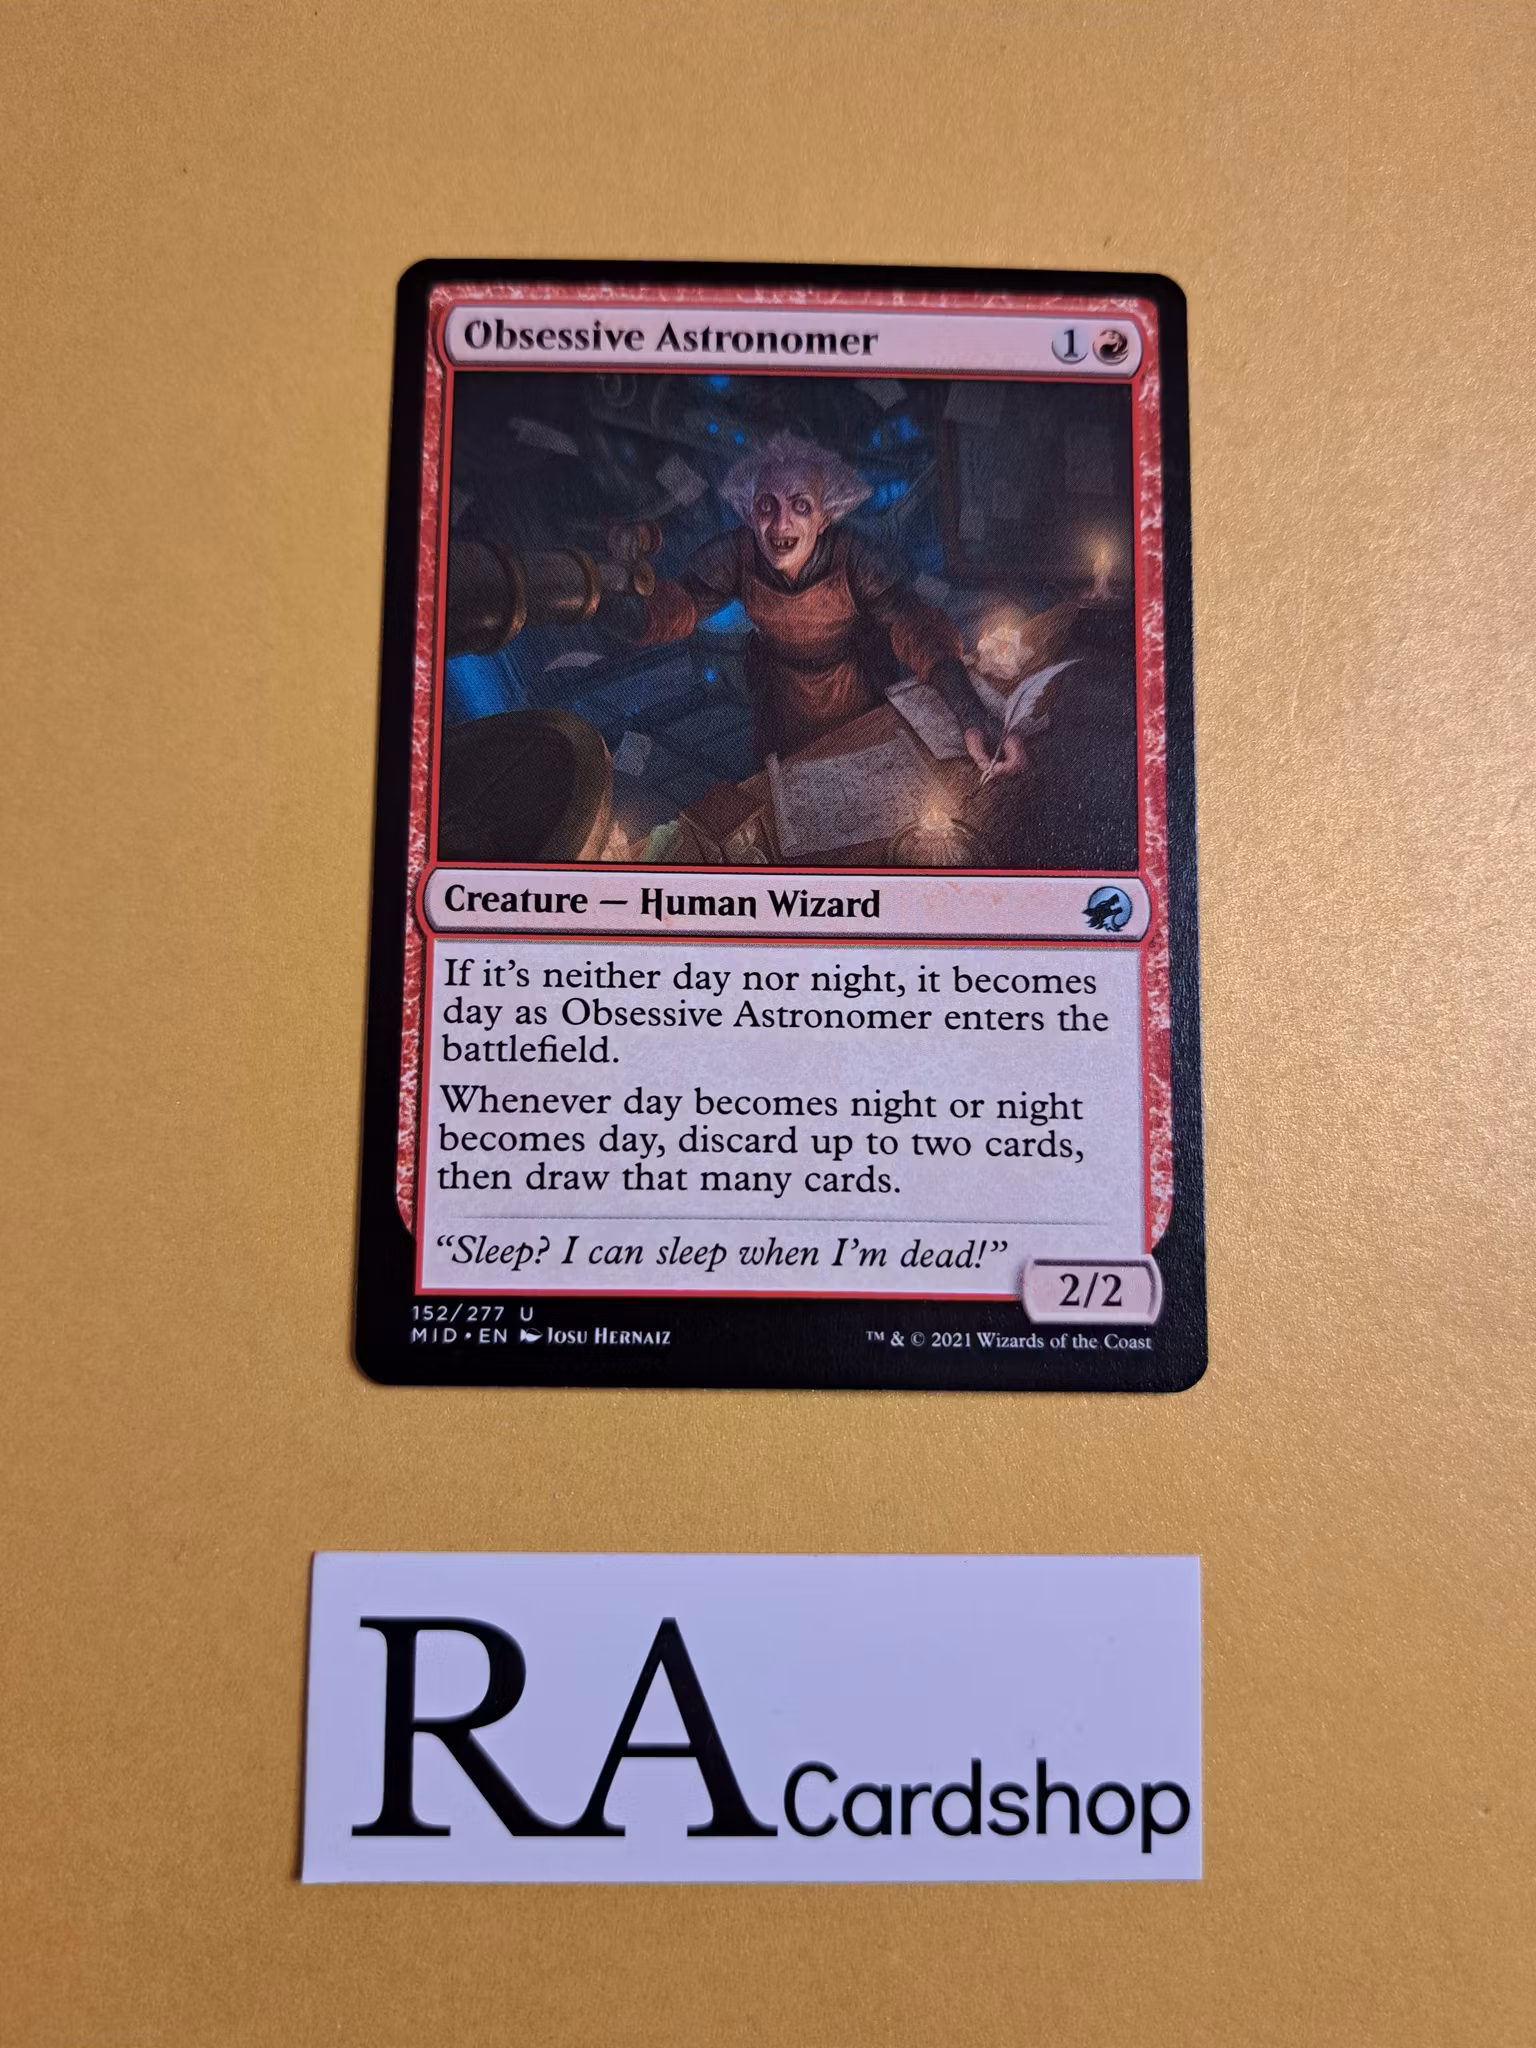 Obsessive Astronomer 1
Creature — Human Wizard
If it's neither day nor night, it becomes
day as Obsessive Astronomer enters the
battlefield.
Whenever day becomes night or night
becomes day, discard up to two cards,
then draw that many cards.
“Sleep? I can sleep when I'm dead!”
2/2
152/277 U
MID • EN Josu Hernaiz
™ & © 2021 Wizards of the Coast
RA Cardshop